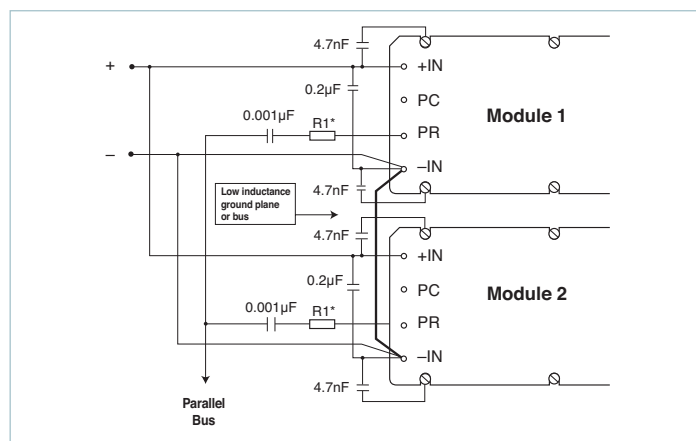 4.7nF
+
+IN
0.2µF
PC
Module 1
0.001µF
R1*
PR
–
–IN
4.7nF
Low inductance
ground plane
or bus
4.7nF
+IN
0.2µF
PC
Module 2
0.001µF
R1*
PR
–IN
4.7nF
Parallel
Bus